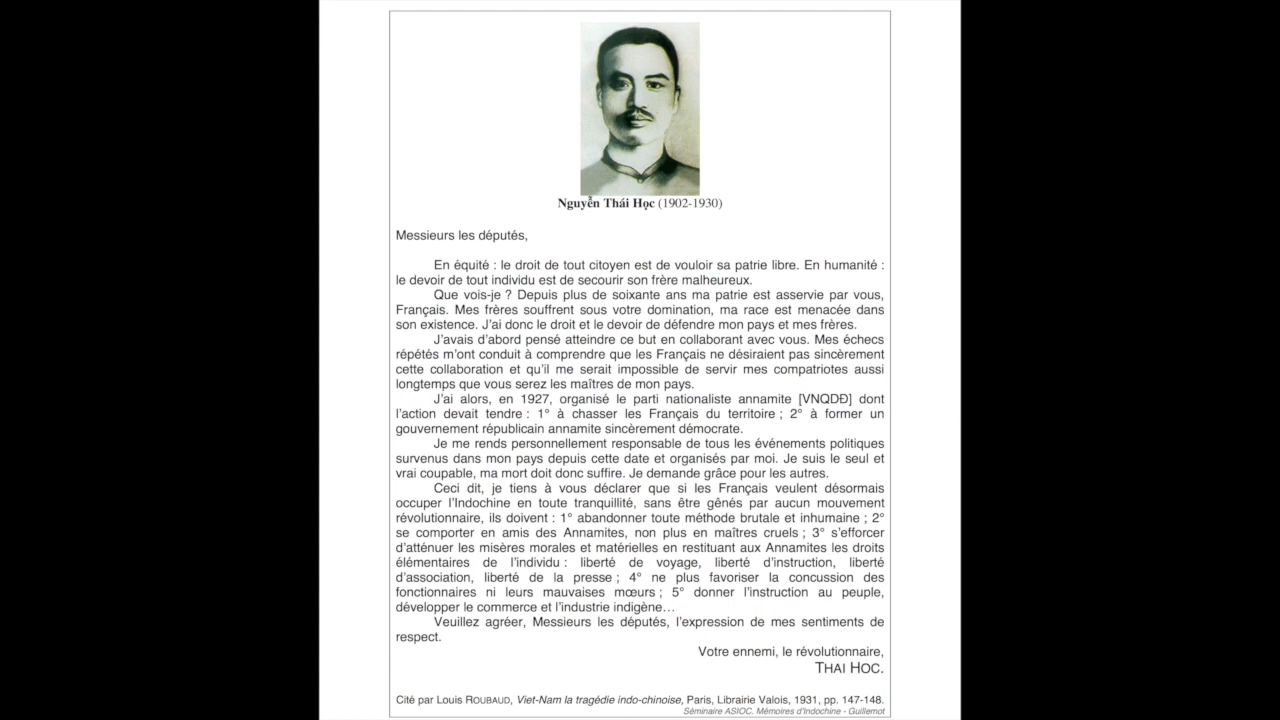 Nguyễn Thái Học (1902-1930)
Messieurs les députés,
En équité : le droit de tout citoyen est de vouloir sa patrie libre. En humanité :
le devoir de tout individu est de secourir son frère malheureux.
Que vois-je ? Depuis plus de soixante ans ma patrie est asservie par vous,
Français. Mes frères souffrent sous votre domination, ma race est menacée dans
son existence. J'ai donc le droit et le devoir de défendre mon pays et mes frères.
J'avais d'abord pensé atteindre ce but en collaborant avec vous. Mes échecs
répétés m'ont conduit à comprendre que les Français ne désiraient pas sincèrement
cette collaboration et qu'il me serait impossible de servir mes compatriotes aussi
longtemps que vous serez les maîtres de mon pays.
J'ai alors, en 1927, organisé le parti nationaliste annamite [VNQDĐ] dont
l'action devait tendre : 1° à chasser les Français du territoire ; 2° à former un
gouvernement républicain annamite sincèrement démocrate.
Je me rends personnellement responsable de tous les événements politiques
survenus dans mon pays depuis cette date et organisés par moi. Je suis le seul et
vrai coupable, ma mort doit donc suffire. Je demande grâce pour les autres.
Ceci dit, je tiens à vous déclarer que si les Français veulent désormais
occuper l'Indochine en toute tranquillité, sans être gênés par aucun mouvement
révolutionnaire, ils doivent : 1° abandonner toute méthode brutale et inhumaine ; 2°
se comporter en amis des Annamites, non plus en maîtres cruels ; 3° s'efforcer
d'atténuer les misères morales et matérielles en restituant aux Annamites les droits
élémentaires de l'individu : liberté de voyage, liberté d'instruction, liberté
d'association, liberté de la presse ; 4° ne plus favoriser la concussion des
fonctionnaires ni leurs mauvaises mœurs ; 5° donner l'instruction au peuple,
développer le commerce et l'industrie indigène…
Veuillez agréer, Messieurs les députés, l'expression de mes sentiments de
respect.
Votre ennemi, le révolutionnaire,
THAI HOC.
Cité par Louis ROUBAUD, Viet-Nam la tragédie indo-chinoise, Paris, Librairie Valois, 1931, pp. 147-148.
Séminaire ASIOC. Mémoires d'Indochine - Guillemot